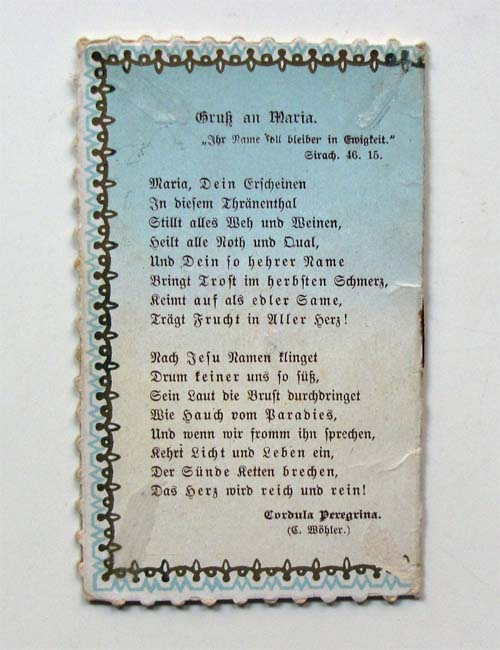 Gruß an Maria.
„Ihr Name soll bleiben in Ewigkeit.“
Sirach. 46. 15.
Maria, Dein Erscheinen
In diesem Thränenthal
Stillt alles Weh und Weinen,
Heilt alle Noth und Qual,
Und Dein so hehrer Name
Bringt Trost im herbsten Schmerz,
Keimt auf als edler Same,
Trägt Frucht in Aller Herz!
Nach Jesu Namen klinget
Drum keiner uns so süß,
Sein Laut die Brust durchdringet
Wie Hauch vom Paradies,
Und wenn wir fromm ihn sprechen,
Kehrt Licht und Leben ein,
Der Sünde Ketten brechen,
Das Herz wird reich und rein!
Cordula Peregrina.
(C. Wöhler.)